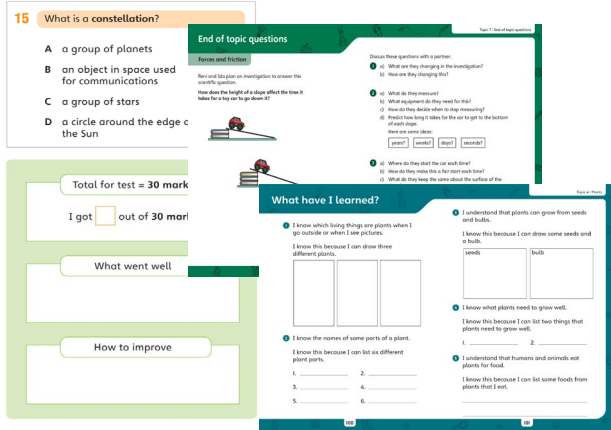 15 What is a constellation?
A a group of planets
B an object in space used
for communications
C a group of stars
D a circle around the edge o
the Sun
Total for test = 30 mark
I got out of 30 mar
What went well
How to improve
Topic 7 : End of topic questions
End of topic questions
Forces and friction
Reni and Ida plan an investigation to answer this
scientific question.
How does the height of a slope affect the time it
takes for a toy car to go down it?
Discuss these questions with a partner.
1 a) What are they changing in the investigation?
b) How are they changing this?
2 a) What do they measure?
b) What equipment do they need for this?
c) How do they decide when to stop measuring?
d) Predict how long it takes for the car to get to the bottom
of each slope.
Here are some ideas:
years? weeks? days? seconds?
3 a) Where do they start the car each time?
b) How do they make this a fair start each time?
c) What do they keep the same about the surface of the
Topic 4 : Plants
What have I learned?
1 I know which living things are plants when I
go outside or when I see pictures.
I know this because I can draw three
different plants.
2 I know the names of some parts of a plant.
I know this because I can list six different
plant parts.
1. 2.
3. 4.
5. 6.
100
3 I understand that plants can grow from seeds
and bulbs.
I know this because I can draw some seeds and
a bulb.
seeds bulb
4 I know what plants need to grow well.
I know this because I can list two things that
plants need to grow well.
1. 2.
5 I understand that humans and animals eat
plants for food.
I know this because I can list some foods from
plants that I eat.
101